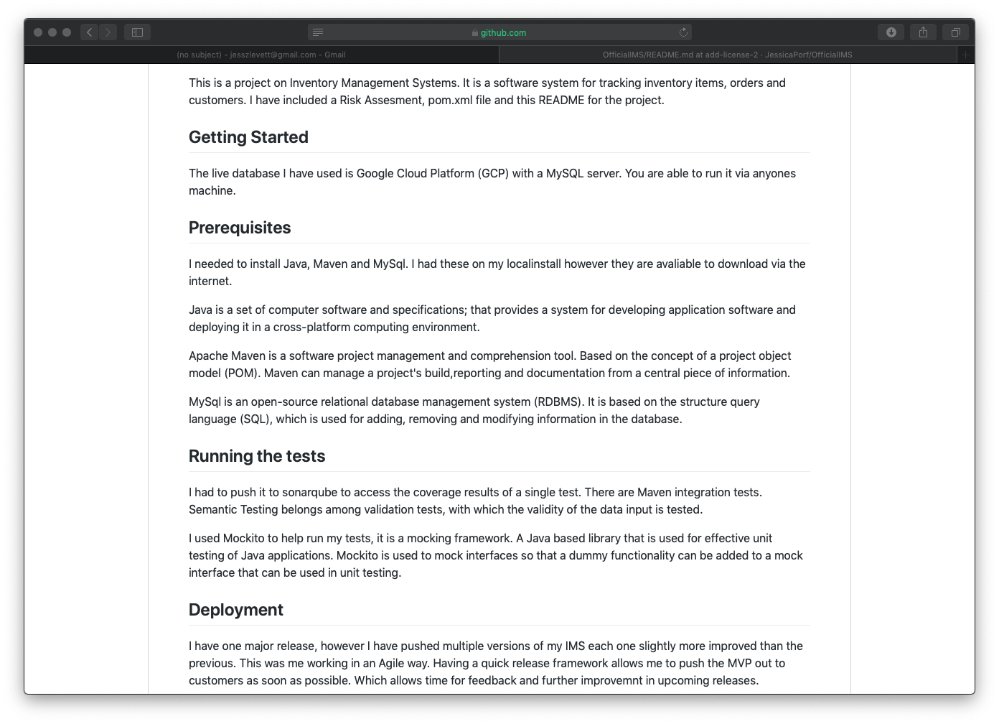 github.com
(no subject) - jesszlevett@gmail.com - Gmail
OfficialIMS/README.md at add-license-2 · JessicaPorf/OfficialIMS
This is a project on Inventory Management Systems. It is a software system for tracking inventory items, orders and
customers. I have included a Risk Assesment, pom.xml file and this README for the project.
Getting Started
The live database I have used is Google Cloud Platform (GCP) with a MySQL server. You are able to run it via anyones
machine.
Prerequisites
I needed to install Java, Maven and MySql. I had these on my localinstall however they are avaliable to download via the
internet.
Java is a set of computer software and specifications; that provides a system for developing application software and
deploying it in a cross-platform computing environment.
Apache Maven is a software project management and comprehension tool. Based on the concept of a project object
model (POM). Maven can manage a project's build,reporting and documentation from a central piece of information.
MySql is an open-source relational database management system (RDBMS). It is based on the structure query
language (SQL), which is used for adding, removing and modifying information in the database.
Running the tests
I had to push it to sonarqube to access the coverage results of a single test. There are Maven integration tests.
Semantic Testing belongs among validation tests, with which the validity of the data input is tested.
I used Mockito to help run my tests, it is a mocking framework. A Java based library that is used for effective unit
testing of Java applications. Mockito is used to mock interfaces so that a dummy functionality can be added to a mock
interface that can be used in unit testing.
Deployment
I have one major release, however I have pushed multiple versions of my IMS each one slightly more improved than the
previous. This was me working in an Agile way. Having a quick release framework allows me to push the MVP out to
customers as soon as possible. Which allows time for feedback and further improvemnt in upcoming releases.